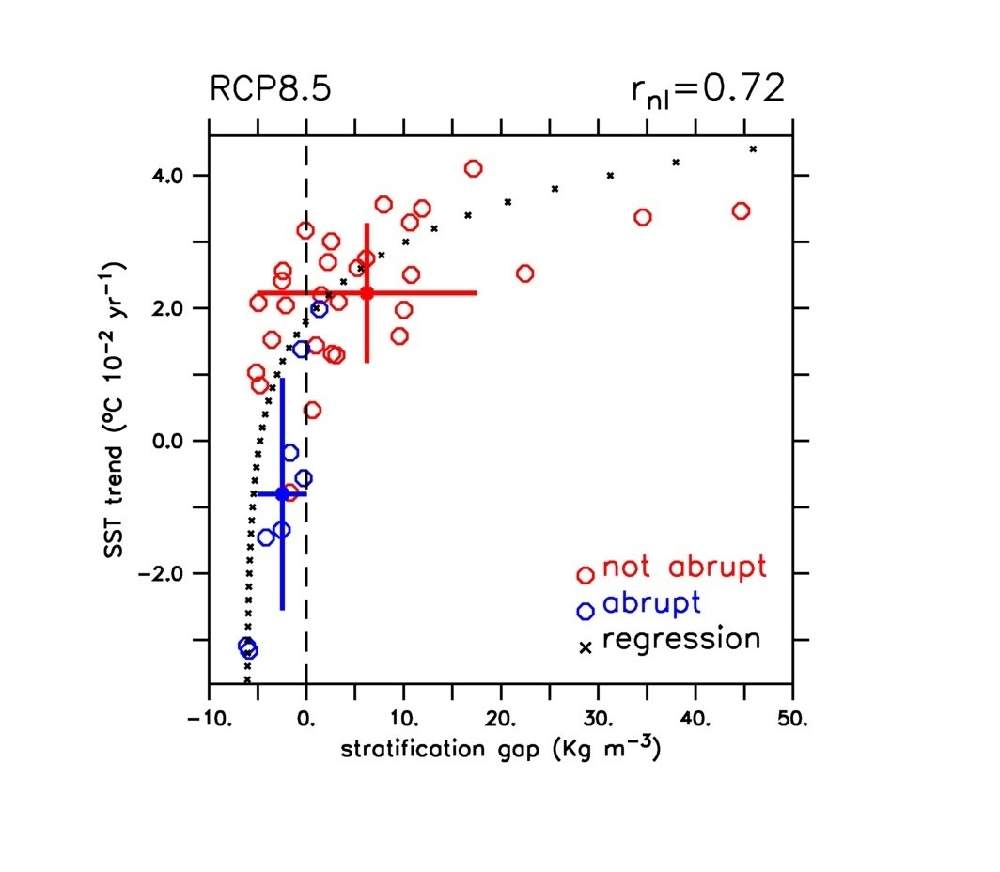 RCP8.5 r_nl=0.72
4.0
2.0
0.0
−2.0
SST trend (ºC 10⁻² yr⁻¹)
−10. 0. 10. 20. 30. 40. 50.
stratification gap (Kg m⁻³)
not abrupt
abrupt
regression